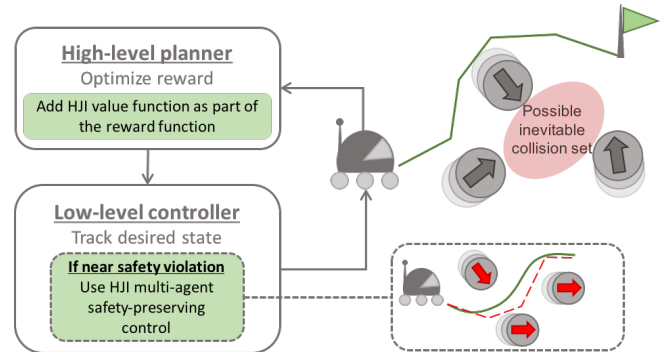 High-level planner
Optimize reward
Add HJI value function as part of
the reward function
Possible
inevitable
collision set
Low-level controller
Track desired state
If near safety violation
Use HJI multi-agent
safety-preserving
control